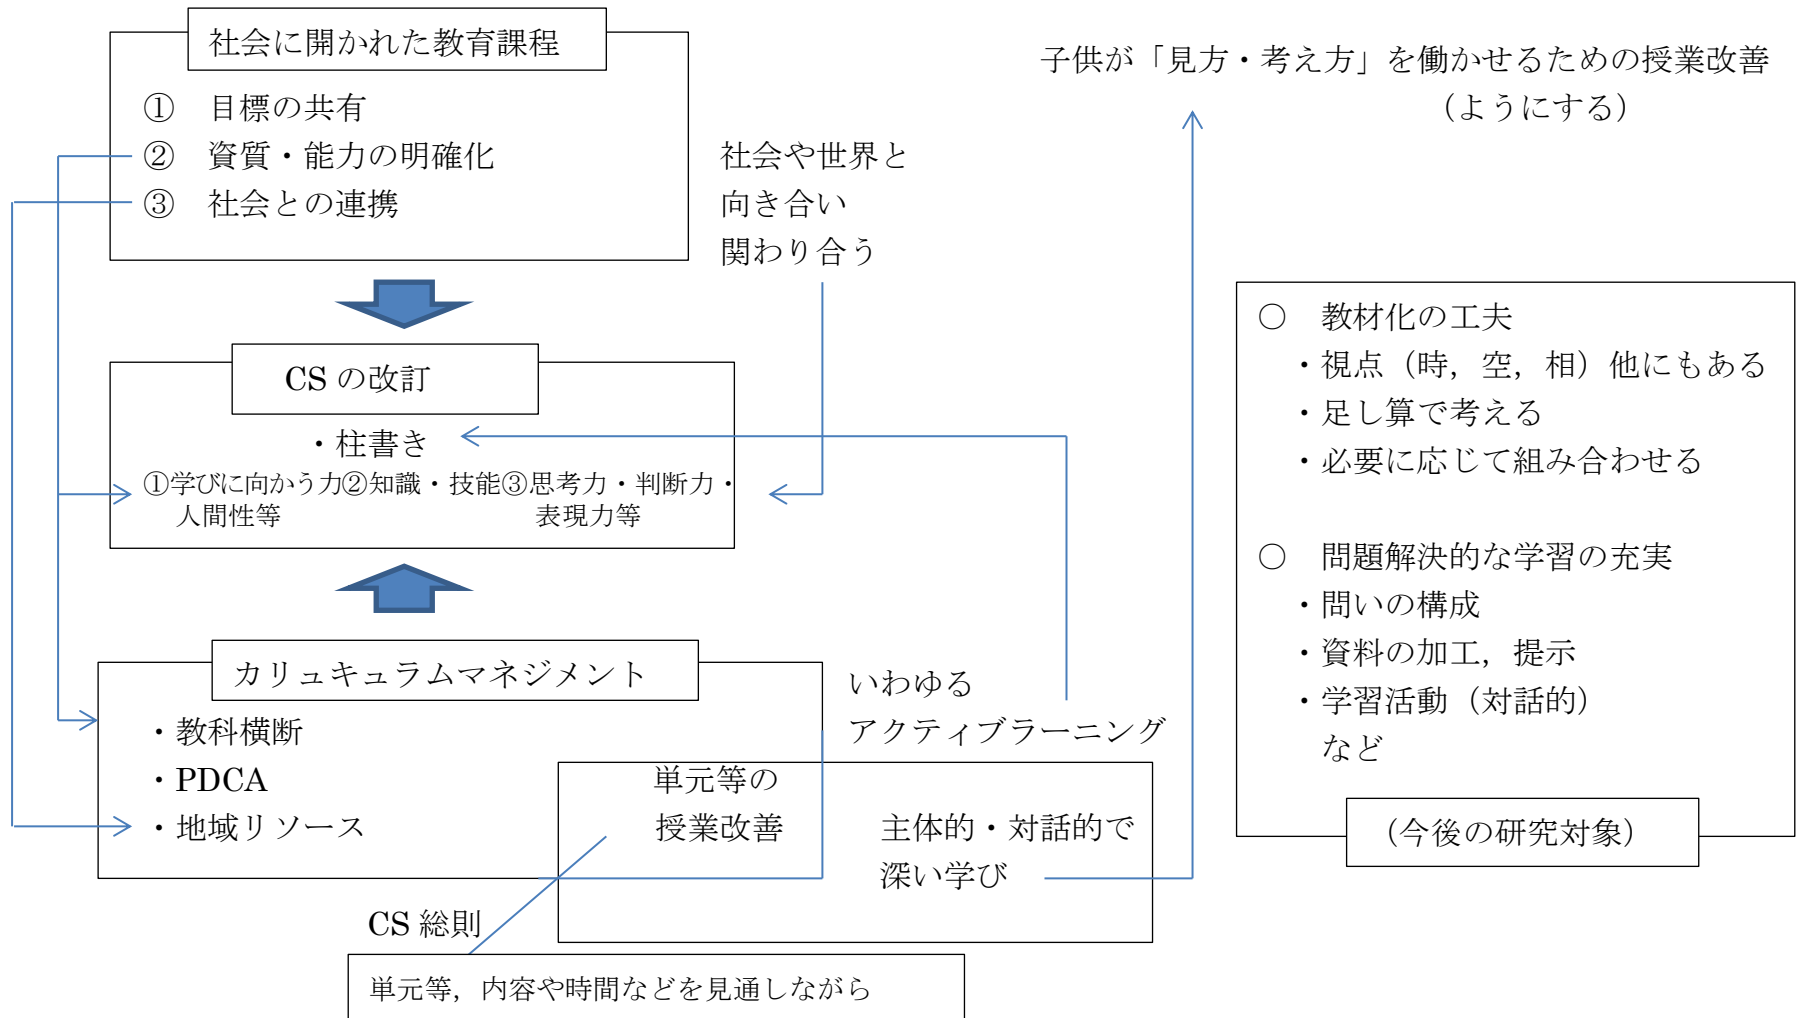 社会に開かれた教育課程
① 目標の共有
② 資質・能力の明確化
③ 社会との連携
社会や世界と
向き合い
関わり合う
子供が「見方・考え方」を働かせるための授業改善
(ようにする)
CS の改訂
・柱書き
①学びに向かう力②知識・技能③思考力・判断力・
人間性等 表現力等
カリュキュラムマネジメント
・教科横断
・PDCA
・地域リソース
いわゆる
アクティブラーニング
単元等の
授業改善
主体的・対話的で
深い学び
CS 総則
単元等，内容や時間などを見通しながら
○ 教材化の工夫
・視点（時，空，相）他にもある
・足し算で考える
・必要に応じて組み合わせる
○ 問題解決的な学習の充実
・問いの構成
・資料の加工，提示
・学習活動（対話的）
など
（今後の研究対象）